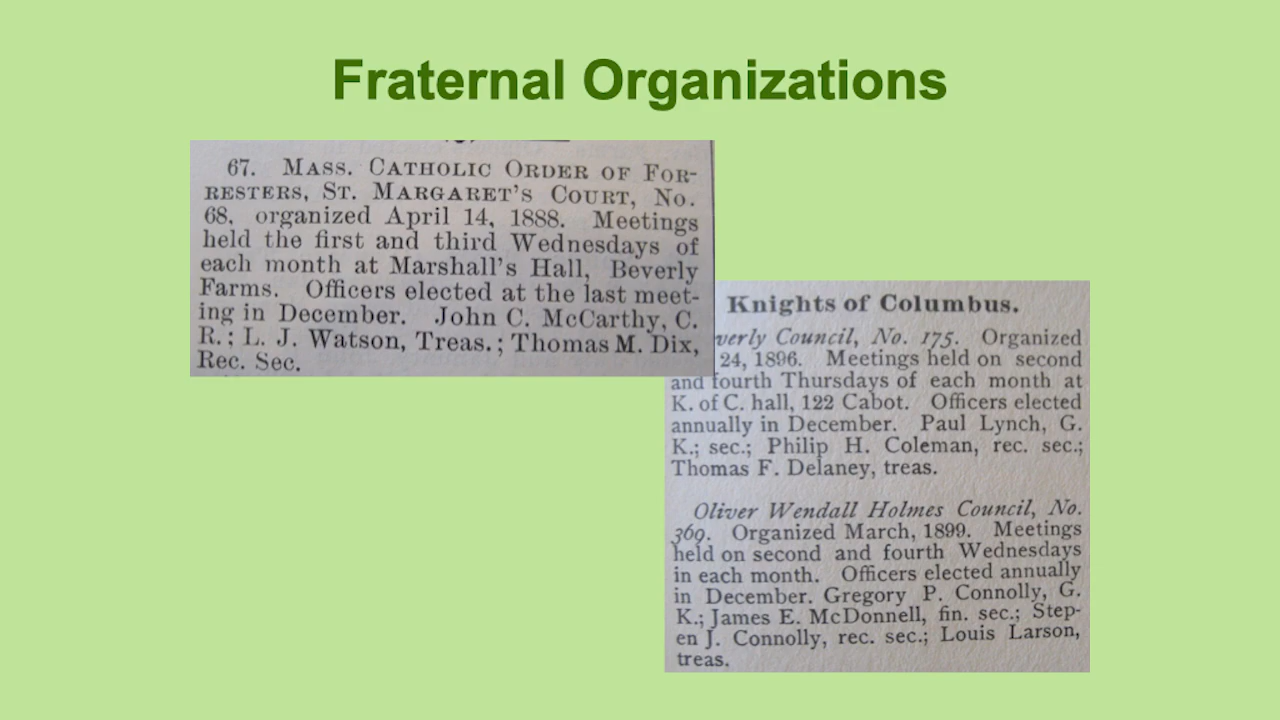 Fraternal Organizations
67. MASS. CATHOLIC ORDER OF FOR-
RESTERS, ST. MARGARET'S COURT, No.
68, organized April 14, 1888. Meetings
held the first and third Wednesdays of
each month at Marshall's Hall, Beverly
Farms. Officers elected at the last meet-
ing in December. John C. McCarthy, C.
R.; L. J. Watson, Treas.; Thomas M. Dix,
Rec. Sec.
Knights of Columbus.
verly Council, No. 175. Organized
24, 1896. Meetings held on second
and fourth Thursdays of each month at
K. of C. hall, 122 Cabot. Officers elected
annually in December. Paul Lynch, G.
K.; sec.; Philip H. Coleman, rec. sec.;
Thomas F. Delaney, treas.
Oliver Wendall Holmes Council, No.
369. Organized March, 1899. Meetings
held on second and fourth Wednesdays
in each month. Officers elected annually
in December. Gregory P. Connolly, G.
K.; James E. McDonnell, fin. sec.; Step-
en J. Connolly, rec. sec.; Louis Larson,
treas.